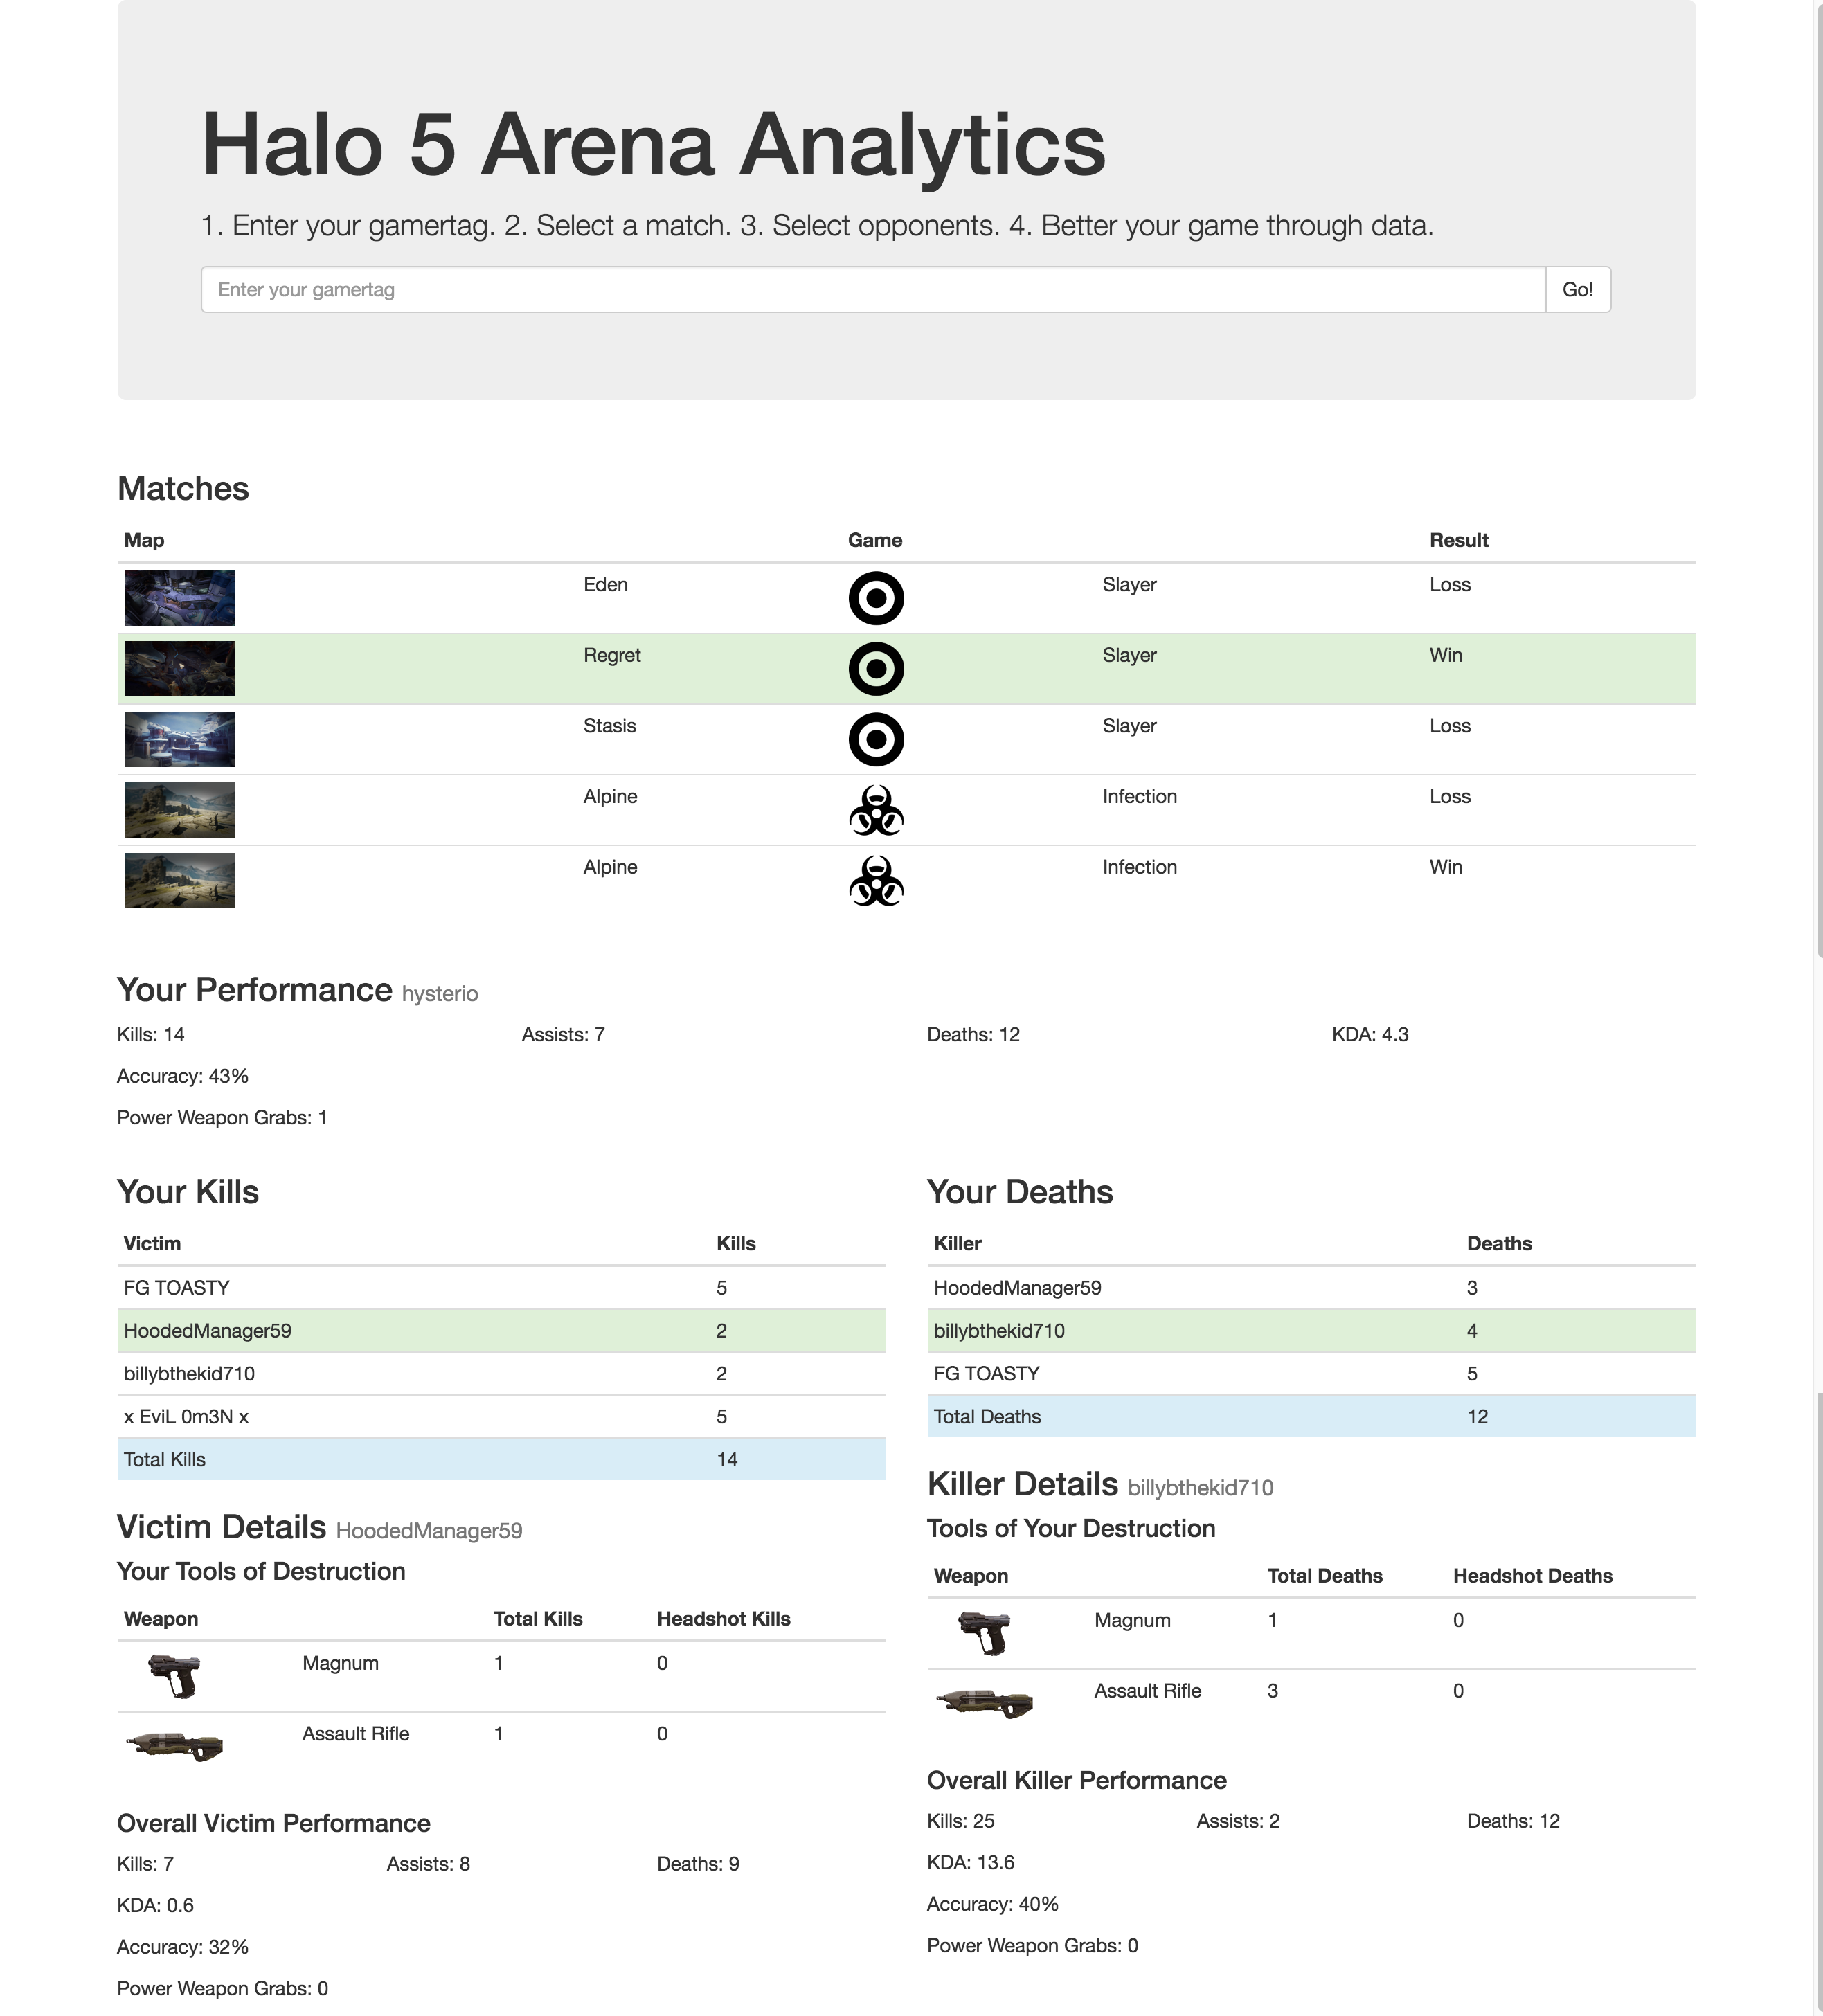 Halo 5 Arena Analytics
1. Enter your gamertag. 2. Select a match. 3. Select opponents. 4. Better your game through data.
Enter your gamertag Go!
Matches
Map Game Result
Eden Slayer Loss
Regret Slayer Win
Stasis Slayer Loss
Alpine Infection Loss
Alpine Infection Win
Your Performance hysterio
Kills: 14 Assists: 7 Deaths: 12 KDA: 4.3
Accuracy: 43%
Power Weapon Grabs: 1
Your Kills
Victim Kills
FG TOASTY 5
HoodedManager59 2
billybthekid710 2
x EviL 0m3N x 5
Total Kills 14
Victim Details HoodedManager59
Your Tools of Destruction
Weapon Total Kills Headshot Kills
Magnum 1 0
Assault Rifle 1 0
Overall Victim Performance
Kills: 7 Assists: 8 Deaths: 9
KDA: 0.6
Accuracy: 32%
Power Weapon Grabs: 0
Your Deaths
Killer Deaths
HoodedManager59 3
billybthekid710 4
FG TOASTY 5
Total Deaths 12
Killer Details billybthekid710
Tools of Your Destruction
Weapon Total Deaths Headshot Deaths
Magnum 1 0
Assault Rifle 3 0
Overall Killer Performance
Kills: 25 Assists: 2 Deaths: 12
KDA: 13.6
Accuracy: 40%
Power Weapon Grabs: 0